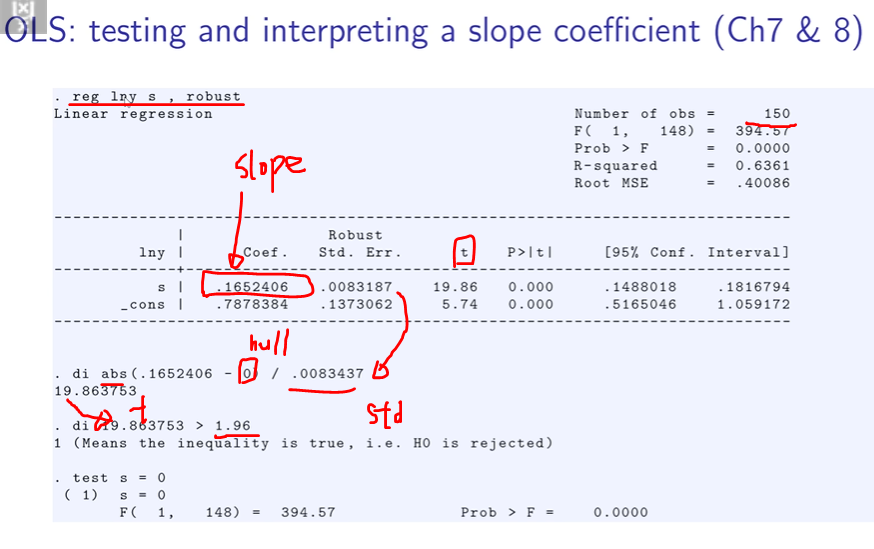 OLS: testing and interpreting a slope coefficient (Ch7 & 8)
. reg lny s , robust
Linear regression Number of obs = 150
F( 1, 148) = 394.57
Prob > F = 0.0000
R-squared = 0.6361
Root MSE = .40086
slope
| Robust
lny | Coef. Std. Err. t P>|t| [95% Conf. Interval]
s | .1652406 .0083187 19.86 0.000 .1488018 .1816794
_cons | .7878384 .1373062 5.74 0.000 .5165046 1.059172
null
. di abs(.1652406 - 0) / .0083437
19.863753
t
std
. di 19.863753 > 1.96
1 (Means the inequality is true, i.e. H0 is rejected)
. test s = 0
( 1) s = 0
F( 1, 148) = 394.57 Prob > F = 0.0000